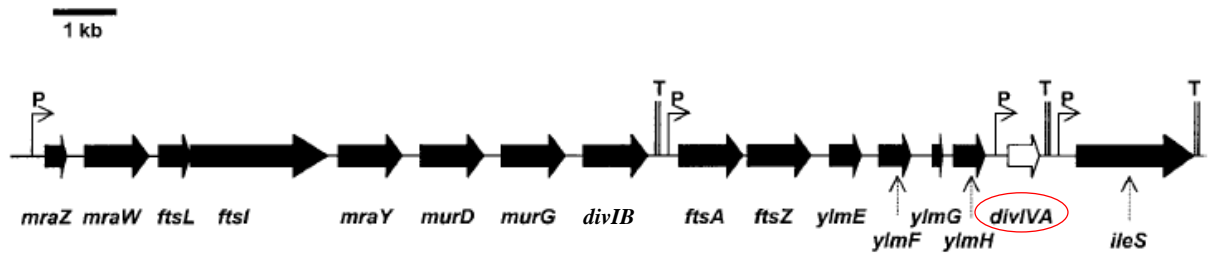 1 kb
P T P P T P T
mraZ mraW ftsL ftsI mraY murD murG divIB ftsA ftsZ ylmE ylmG divIVA
ylmF ylmH ileS